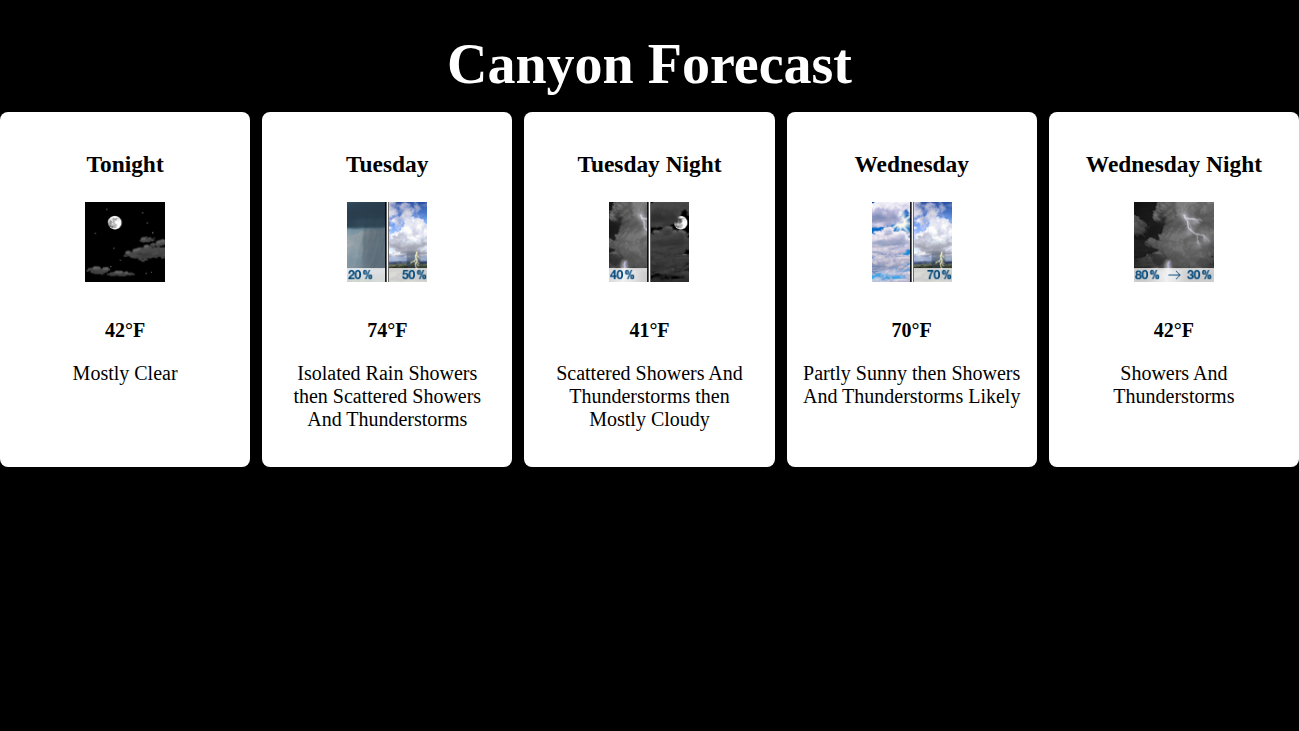 Canyon Forecast
Tonight
42°F
Mostly Clear
Tuesday
20% 50%
74°F
Isolated Rain Showers
then Scattered Showers
And Thunderstorms
Tuesday Night
40%
41°F
Scattered Showers And
Thunderstorms then
Mostly Cloudy
Wednesday
70%
70°F
Partly Sunny then Showers
And Thunderstorms Likely
Wednesday Night
80% → 30%
42°F
Showers And
Thunderstorms